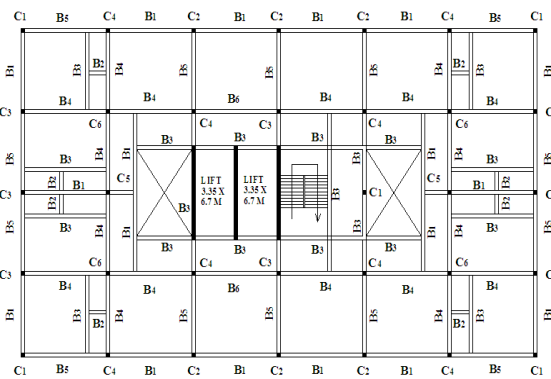 C1 B5 C4 B1 C2 B1 C2 B1 C2 B1 C4 B5 C1
B1 B3 B2 B4 B5 B5 B5 B4 B2 B3 B1
C3 B4 B4 B6 B4 B4 B4 C
C6 C4 C3 C4 C6
B5 B3 B4 B1 B3 B3 B3 B3 B1 B4 B3 B5
LIFT LIFT
3.35 X 3.35 X
6.7 M 6.7 M
C3 B2 B1 C5 B3 B3 C1 C5 B1 B2 C
B5 B2 B3 B4 B1 B3 B3 B3 B3 B3 B1 B4 B2 B3 B5
C3 C6 C4 C3 C4 C6 C
B4 B4 B6 B4 B4 B4
B1 B3 B2 B4 B5 B5 B5 B4 B2 B3 B1
C1 B5 C4 B1 C2 B1 C2 B1 C2 B1 C4 B5 C1